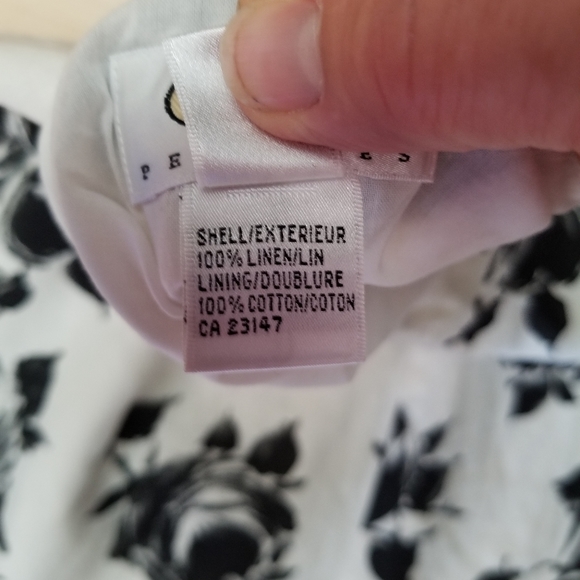 SHELL/EXTERIEUR
100% LINEN/LIN
LINING/DOUBLURE
100% COTTON/COTON
CA 23147